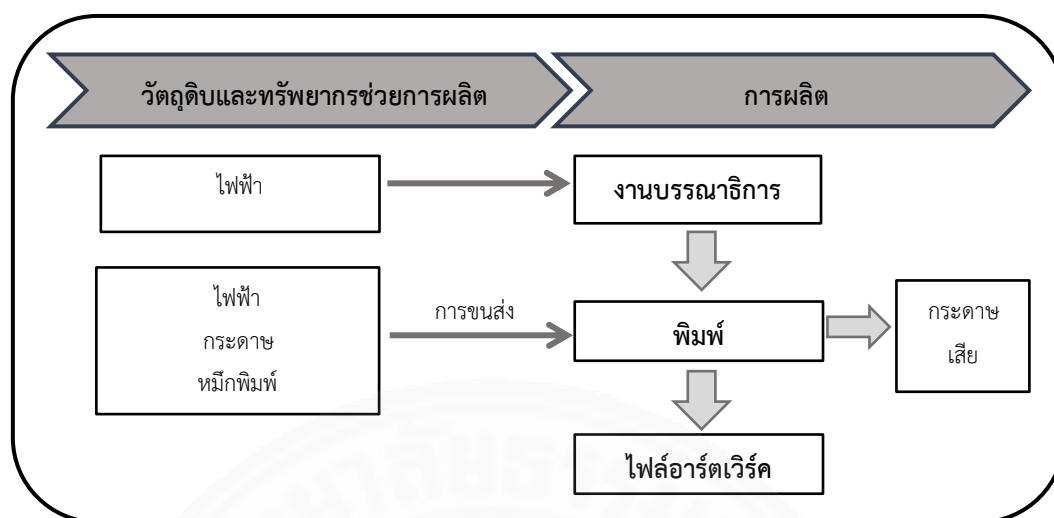 วัตถุดิบและทรัพยากรช่วยการผลิต
การผลิต
ไฟฟ้า
งานบรรณาธิการ
ไฟฟ้า
กระดาษ
หมึกพิมพ์
การขนส่ง
พิมพ์
กระดาษ
เสีย
ไฟล์อาร์ตเวิร์ค